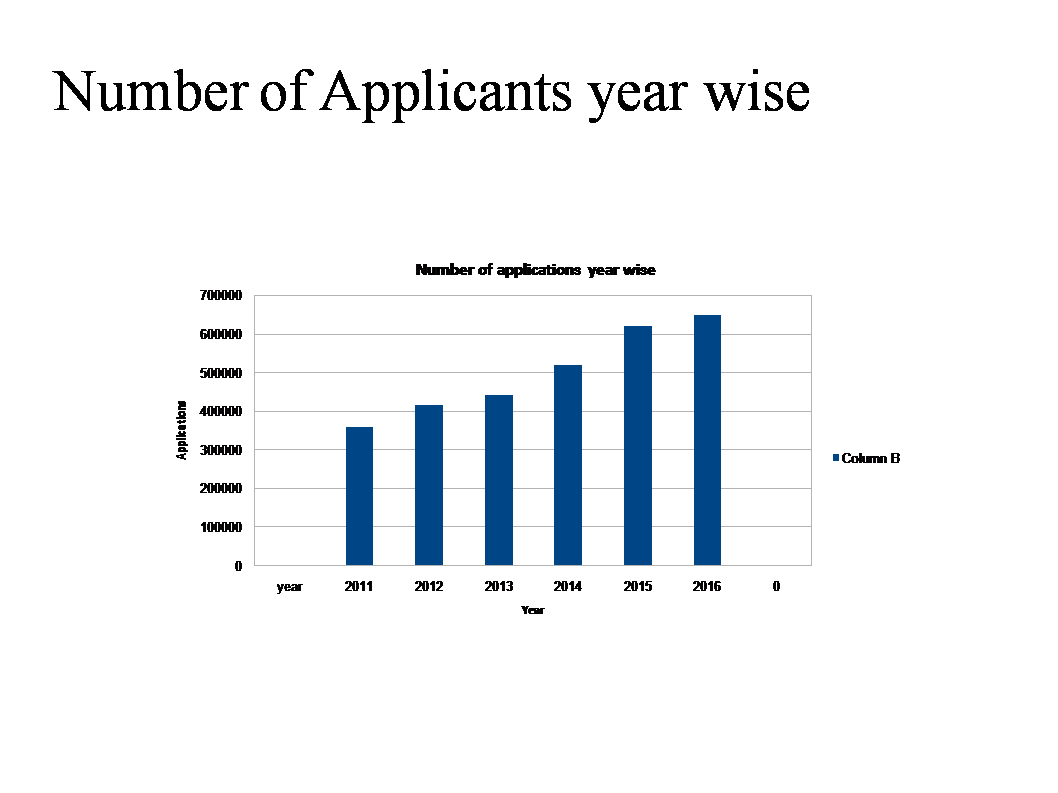 Number of Applicants year wise
Number of applications year wise
700000
600000
500000
400000
300000
200000
100000
0
Applications
year 2011 2012 2013 2014 2015 2016 0
Year
Column B